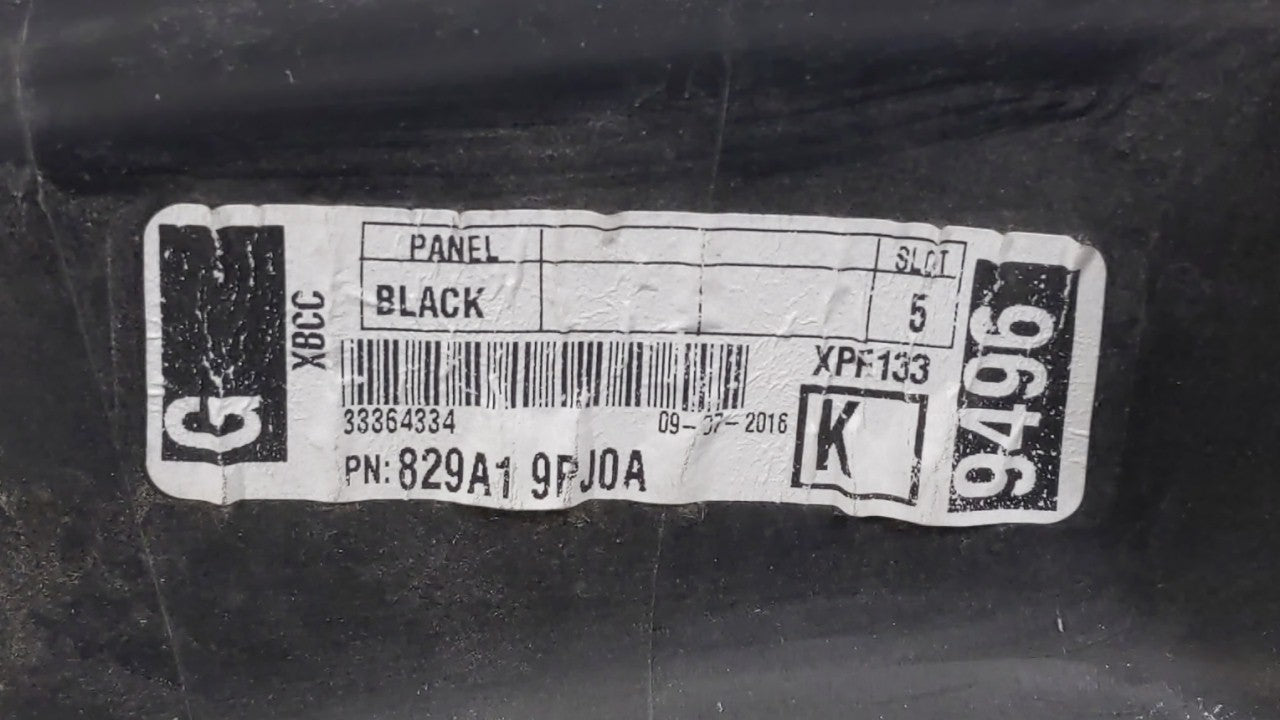 G
XBCC
PANEL SLOT
BLACK 5
XPF133
33364334 09-07-2016
K
PN: 829A1 9PJ0A
9496